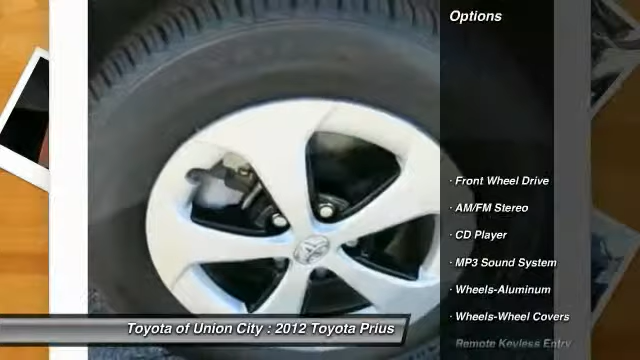 Options
· Front Wheel Drive
· AM/FM Stereo
· CD Player
· MP3 Sound System
· Wheels-Aluminum
· Wheels-Wheel Covers
· Remote Keyless Entry
Toyota of Union City : 2012 Toyota Prius